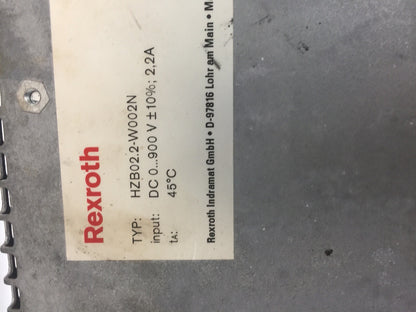 Rexroth
TYP: HZB02.2-W002N
input: DC 0...900 V ±10%; 2,2A
tA: 45°C
Rexroth Indramat GmbH • D-97816 Lohr am Main • M